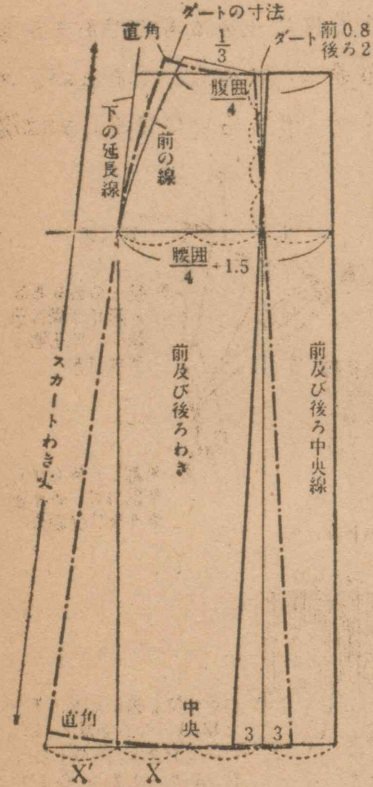 ダートの寸法
直角
1/3
ダート 前 0.8
後ろ 2
腹囲/4
下の延長線
前の線
腰囲/4 +1.5
スカートわき丈
前及び後ろわき
前及び後ろ中央線
直角
中央
3 3
X' X